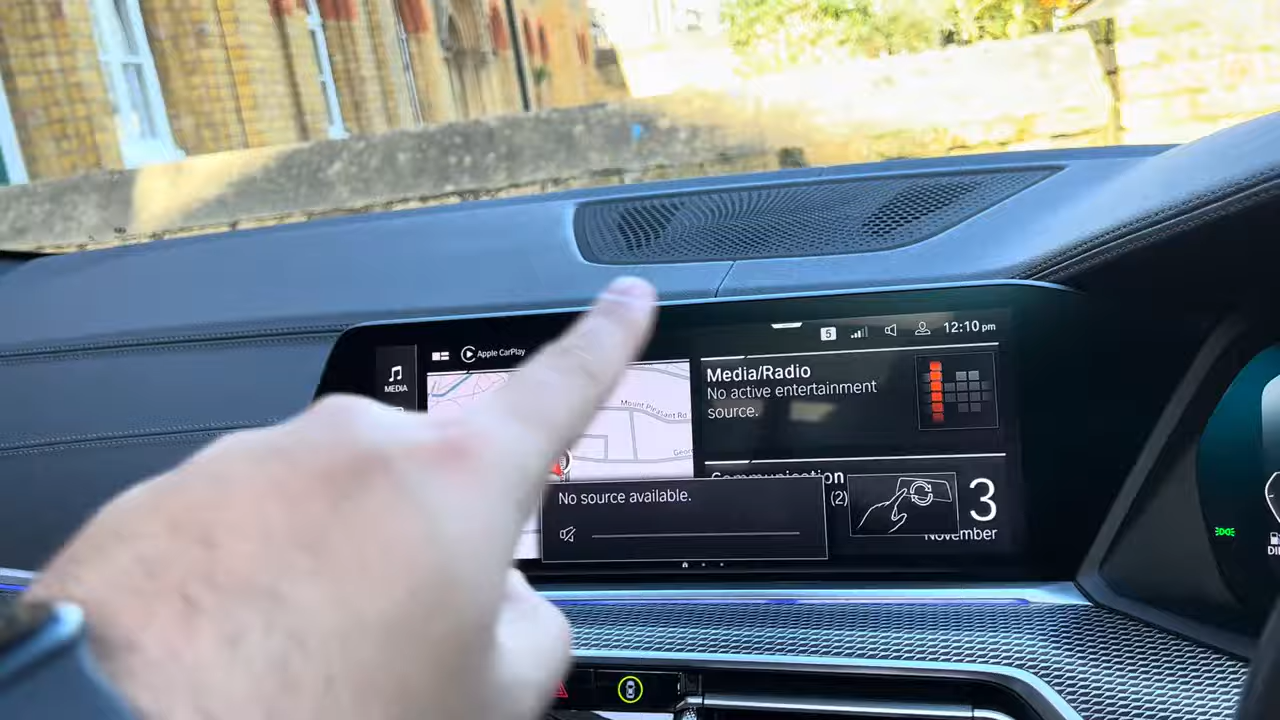 Apple CarPlay
5
12:10 pm
MEDIA
Mount Pleasant Rd
Georg
Media/Radio
No active entertainment
source.
Communication
(2)
3
November
No source available.